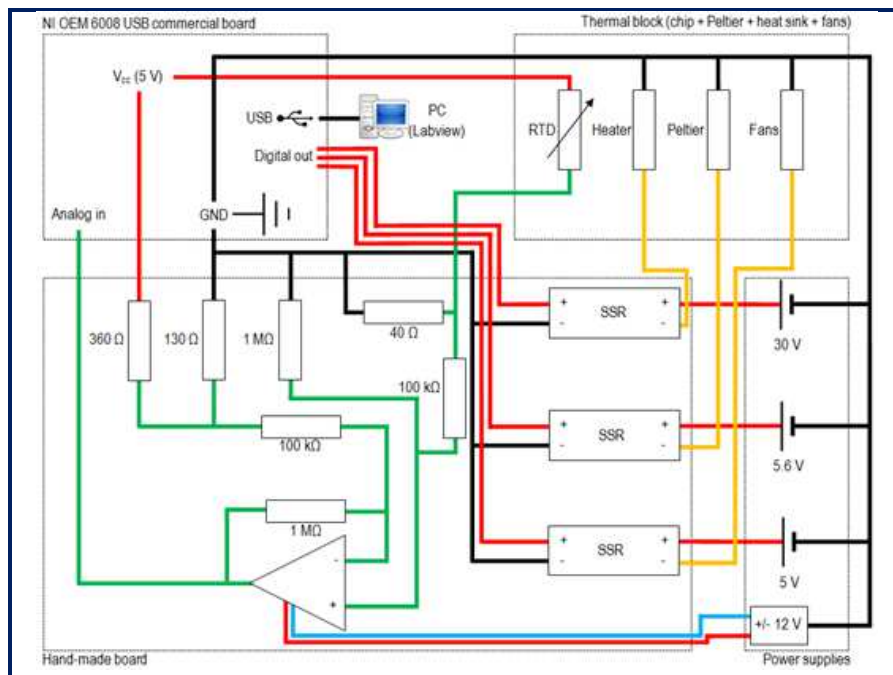 NI OEM 6008 USB commercial board
Thermal block (chip + Peltier + heat sink + fans)
Vcc (5 V)
USB
PC
(Labview)
RTD
Heater
Peltier
Fans
Digital out
Analog in
GND
360 Ω
130 Ω
1 MΩ
40 Ω
100 kΩ
100 kΩ
1 MΩ
-
+
+
-
SSR
+
-
30 V
+
-
SSR
+
-
5.6 V
+
-
SSR
+
-
5 V
+/- 12 V
Hand-made board
Power supplies